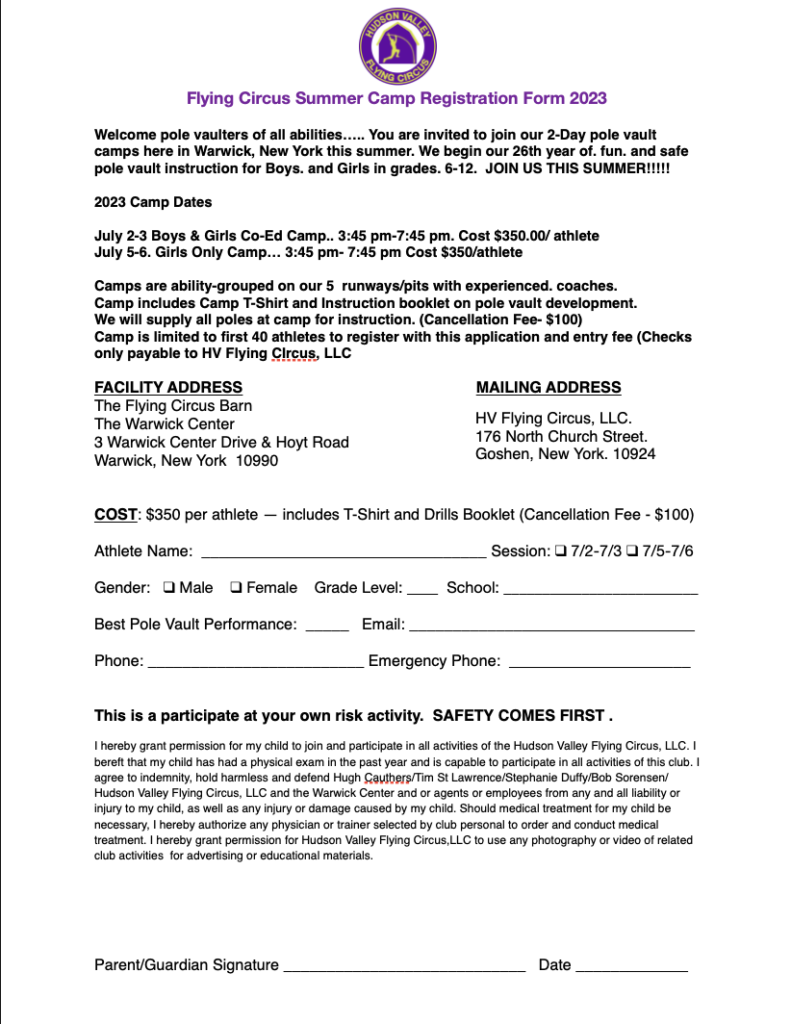 HUDSON VALLEY
FLYING CIRCUS
Flying Circus Summer Camp Registration Form 2023
Welcome pole vaulters of all abilities….. You are invited to join our 2-Day pole vault
camps here in Warwick, New York this summer. We begin our 26th year of. fun. and safe
pole vault instruction for Boys. and Girls in grades. 6-12.  JOIN US THIS SUMMER!!!!!
2023 Camp Dates
July 2-3 Boys & Girls Co-Ed Camp.. 3:45 pm-7:45 pm. Cost $350.00/ athlete
July 5-6. Girls Only Camp… 3:45 pm- 7:45 pm Cost $350/athlete
Camps are ability-grouped on our 5  runways/pits with experienced. coaches.
Camp includes Camp T-Shirt and Instruction booklet on pole vault development.
We will supply all poles at camp for instruction. (Cancellation Fee- $100)
Camp is limited to first 40 athletes to register with this application and entry fee (Checks
only payable to HV Flying CIrcus, LLC
FACILITY ADDRESS
The Flying Circus Barn
The Warwick Center
3 Warwick Center Drive & Hoyt Road
Warwick, New York  10990
MAILING ADDRESS
HV Flying Circus, LLC.
176 North Church Street.
Goshen, New York. 10924
COST: $350 per athlete — includes T-Shirt and Drills Booklet (Cancellation Fee - $100)
Athlete Name: _________________________________ Session: ❑ 7/2-7/3 ❑ 7/5-7/6
Gender: ❑ Male ❑ Female Grade Level: ____ School: _______________________
Best Pole Vault Performance: _____ Email: _________________________________
Phone: _________________________ Emergency Phone: _____________________
This is a participate at your own risk activity.  SAFETY COMES FIRST .
I hereby grant permission for my child to join and participate in all activities of the Hudson Valley Flying Circus, LLC. I
bereft that my child has had a physical exam in the past year and is capable to participate in all activities of this club. I
agree to indemnity, hold harmless and defend Hugh Cauthers/Tim St Lawrence/Stephanie Duffy/Bob Sorensen/
Hudson Valley Flying Circus, LLC and the Warwick Center and or agents or employees from any and all liability or
injury to my child, as well as any injury or damage caused by my child. Should medical treatment for my child be
necessary, I hereby authorize any physician or trainer selected by club personal to order and conduct medical
treatment. I hereby grant permission for Hudson Valley Flying Circus,LLC to use any photography or video of related
club activities  for advertising or educational materials.
Parent/Guardian Signature ____________________________ Date _____________